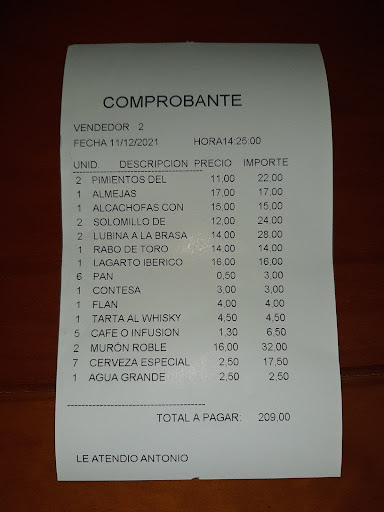 COMPROBANTE
VENDEDOR 2
FECHA 11/12/2021 HORA14:25:00
UNID. DESCRIPCION PRECIO IMPORTE
2 PIMIENTOS DEL 11,00 22,00
1 ALMEJAS 17,00 17,00
1 ALCACHOFAS CON 15,00 15,00
2 SOLOMILLO DE 12,00 24,00
2 LUBINA A LA BRASA 14,00 28,00
1 RABO DE TORO 14,00 14,00
1 LAGARTO IBERICO 16,00 16,00
6 PAN 0,50 3,00
1 CONTESA 3,00 3,00
1 FLAN 4,00 4,00
1 TARTA AL WHISKY 4,50 4,50
5 CAFE O INFUSION 1,30 6,50
2 MURÓN ROBLE 16,00 32,00
7 CERVEZA ESPECIAL 2,50 17,50
1 AGUA GRANDE 2,50 2,50
TOTAL A PAGAR: 209,00
LE ATENDIO ANTONIO